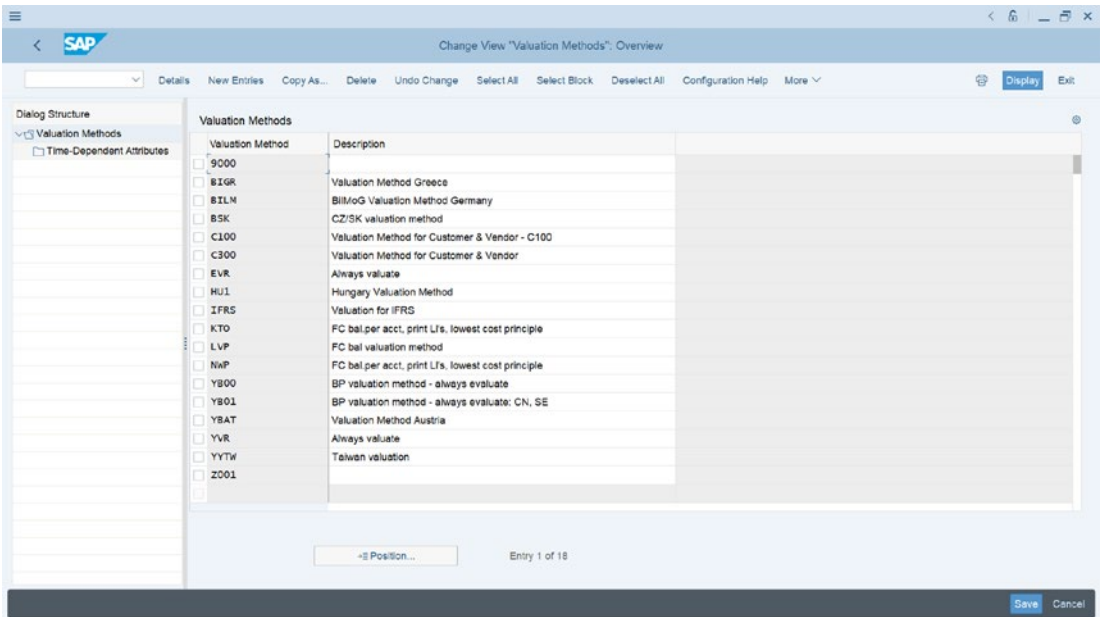 SAP
Change View "Valuation Methods": Overview
Details New Entries Copy As... Delete Undo Change Select All Select Block Deselect All Configuration Help More Display Exit
Dialog Structure
Valuation Methods
Time-Dependent Attributes
Valuation Methods
Valuation Method Description
9000
BIGR Valuation Method Greece
BILM BilMoG Valuation Method Germany
BSK CZ/SK valuation method
C100 Valuation Method for Customer & Vendor - C100
C300 Valuation Method for Customer & Vendor
EVR Always valuate
HU1 Hungary Valuation Method
IFRS Valuation for IFRS
KTO FC bal.per acct, print LI's, lowest cost principle
LVP FC bal valuation method
NWP FC bal.per acct, print LI's, lowest cost principle
YB00 BP valuation method - always evaluate
YB01 BP valuation method - always evaluate: CN, SE
YBAT Valuation Method Austria
YVR Always valuate
YYTW Taiwan valuation
Z001
Position... Entry 1 of 18
Save Cancel